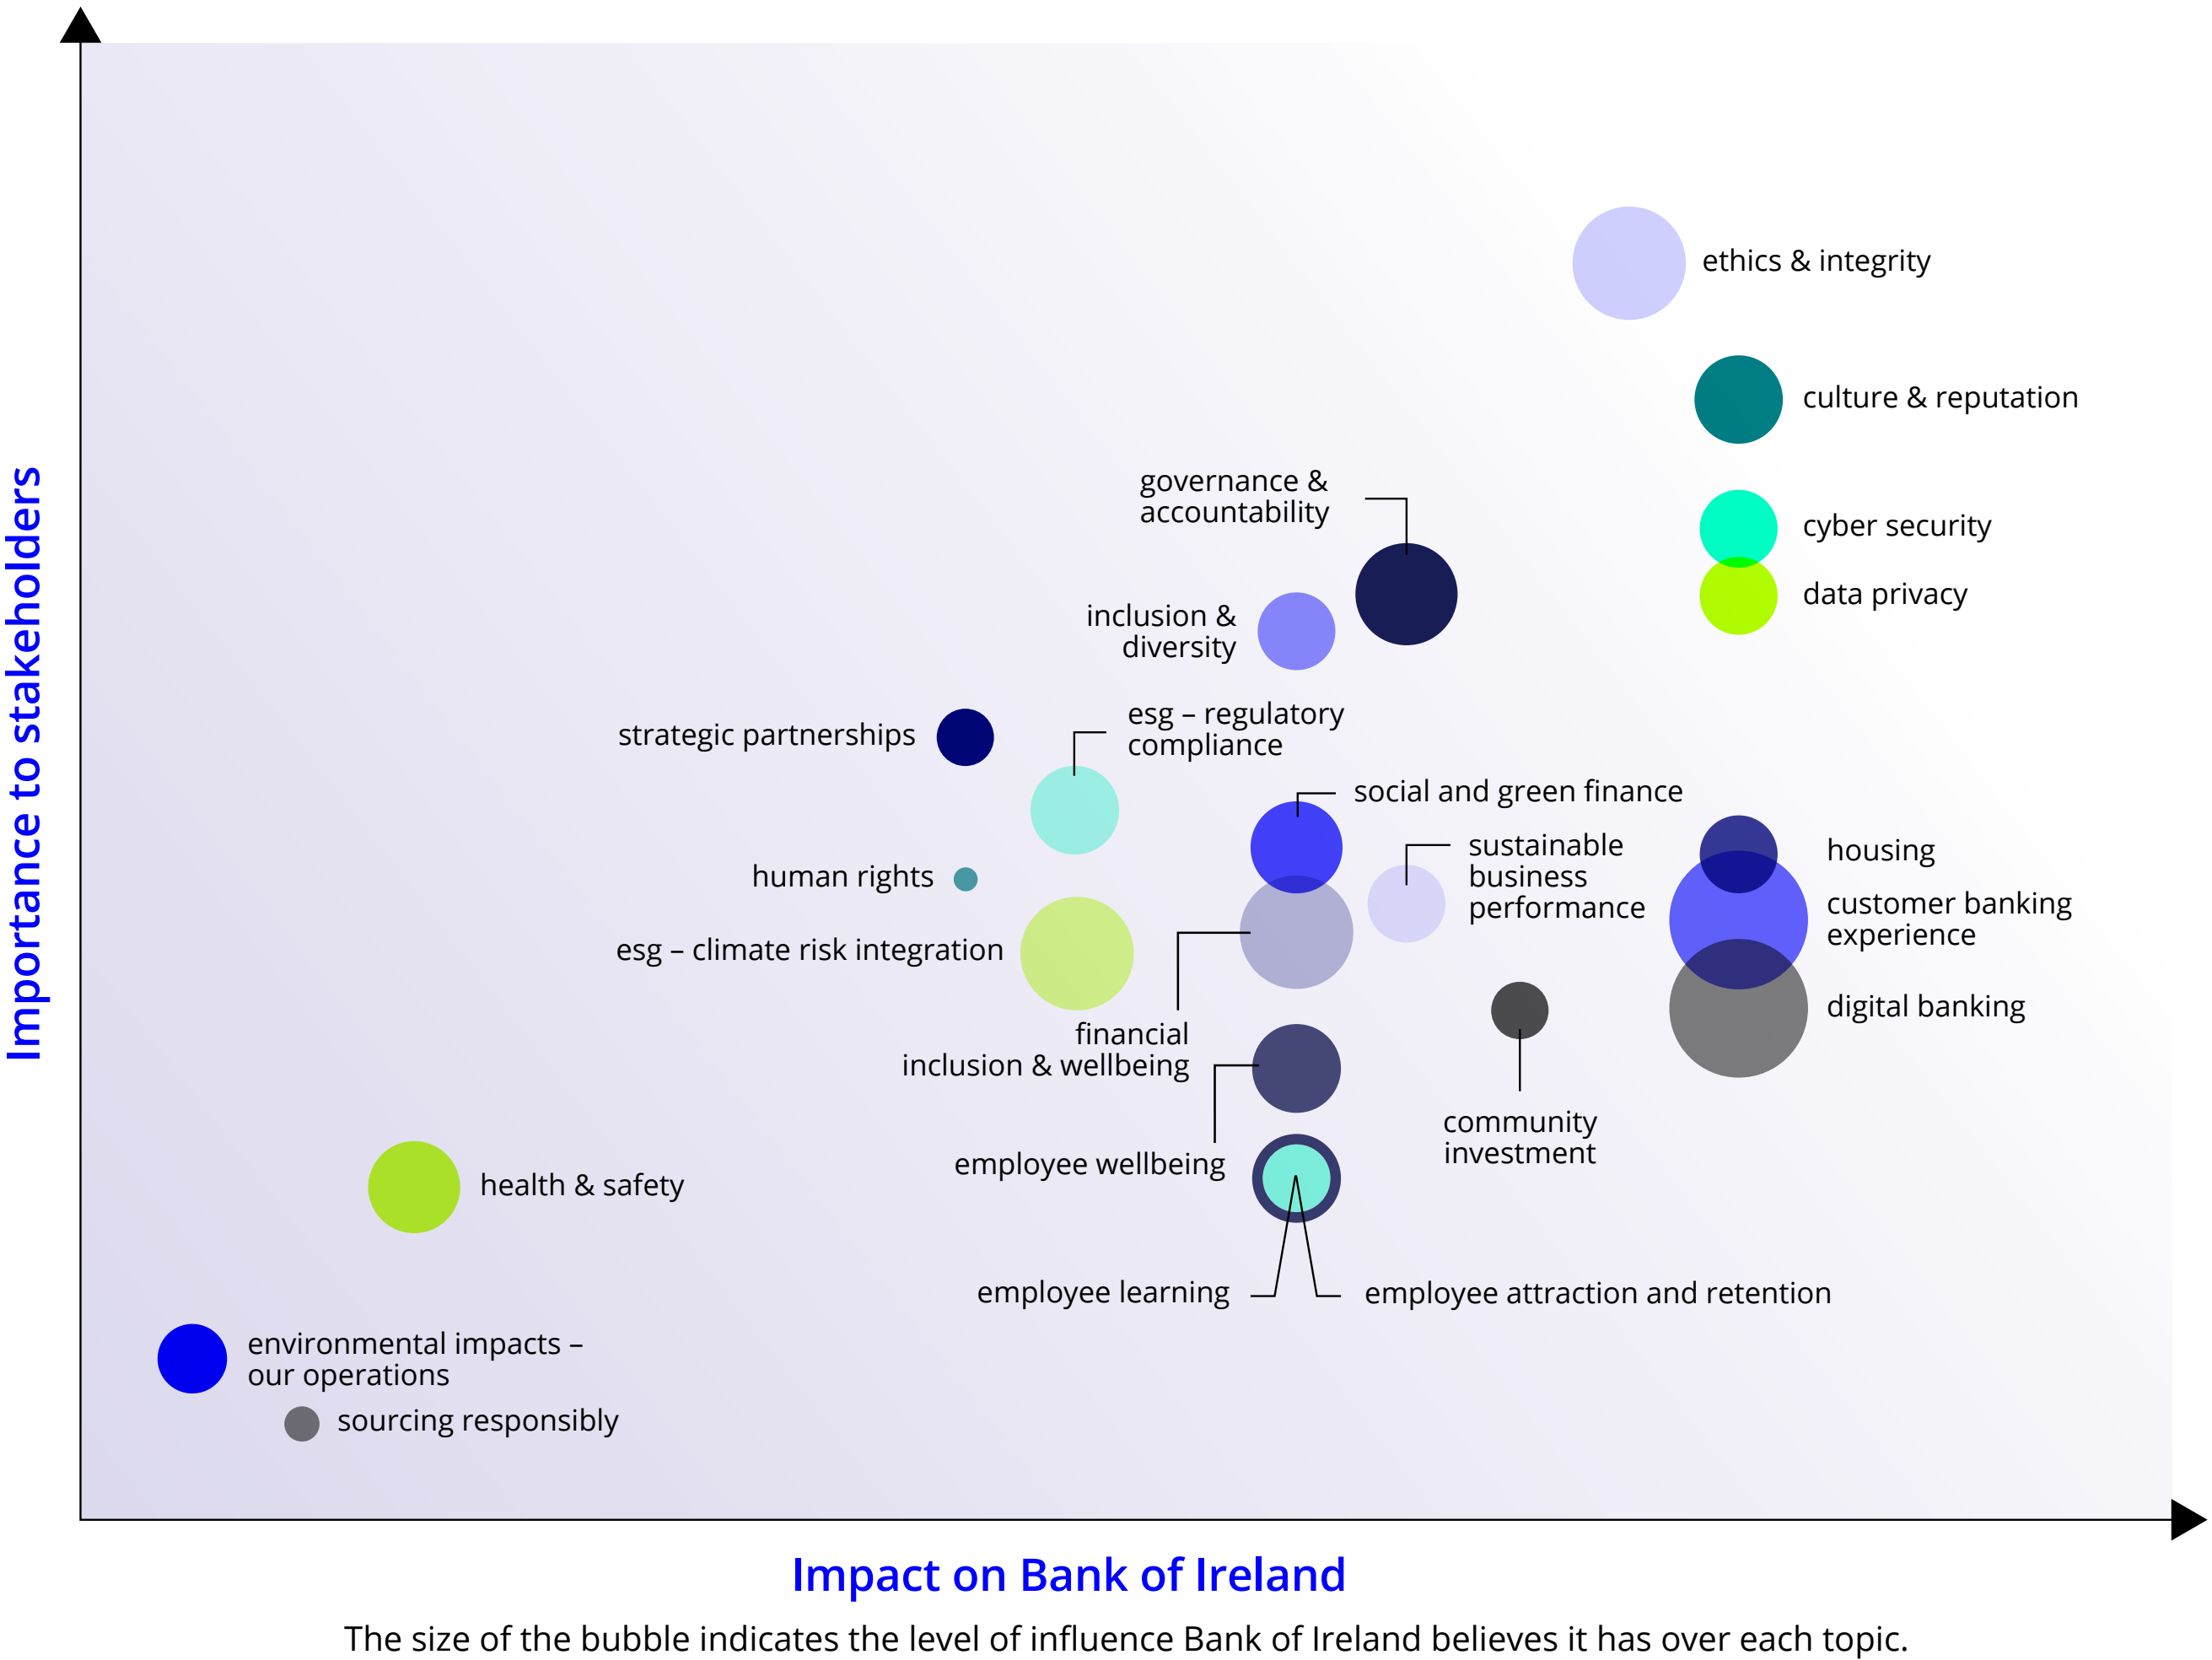 Importance to stakeholders
ethics & integrity
culture & reputation
governance &
accountability
cyber security
data privacy
inclusion &
diversity
strategic partnerships
esg – regulatory
compliance
social and green finance
sustainable
business
performance
housing
human rights
customer banking
experience
esg – climate risk integration
digital banking
financial
inclusion & wellbeing
community
investment
employee wellbeing
health & safety
employee learning
employee attraction and retention
environmental impacts –
our operations
sourcing responsibly
Impact on Bank of Ireland
The size of the bubble indicates the level of influence Bank of Ireland believes it has over each topic.